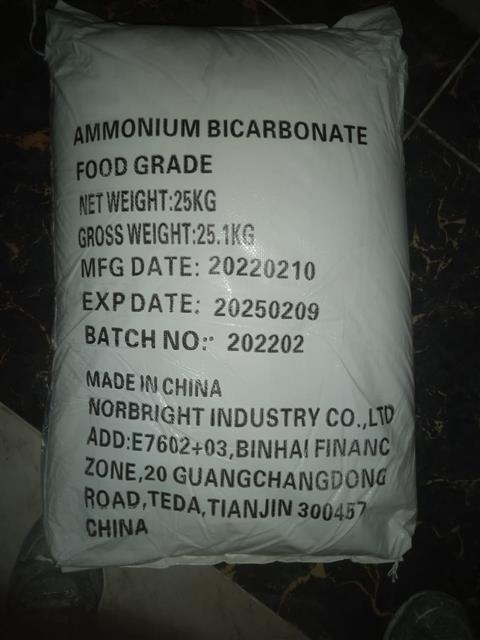 AMMONIUM BICARBONATE
FOOD GRADE
NET WEIGHT:25KG
GROSS WEIGHT:25.1KG
MFG DATE: 20220210
EXP DATE: 20250209
BATCH NO: 202202
MADE IN CHINA
NORBRIGHT INDUSTRY CO.,LTD
ADD:E7602+03,BINHAI FINANC
ZONE,20 GUANGCHANGDONG
ROAD,TEDA,TIANJIN 300457
CHINA